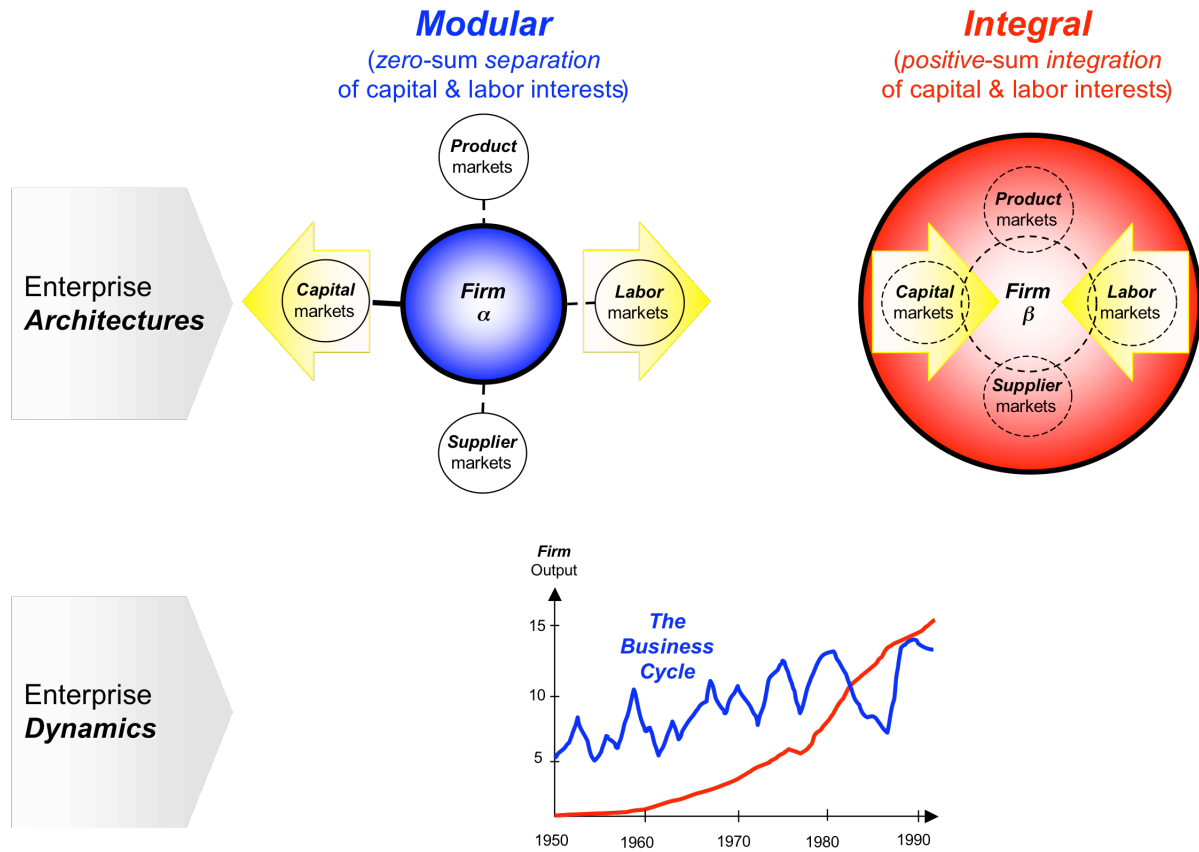 Modular
(zero-sum separation
of capital & labor interests)
Integral
(positive-sum integration
of capital & labor interests)
Enterprise
Architectures
Product
markets
Capital
markets
Firm
α
Labor
markets
Supplier
markets
Product
markets
Capital
markets
Firm
β
Labor
markets
Supplier
markets
Enterprise
Dynamics
Firm
Output
15
10
5
The
Business
Cycle
1950
1960
1970
1980
1990